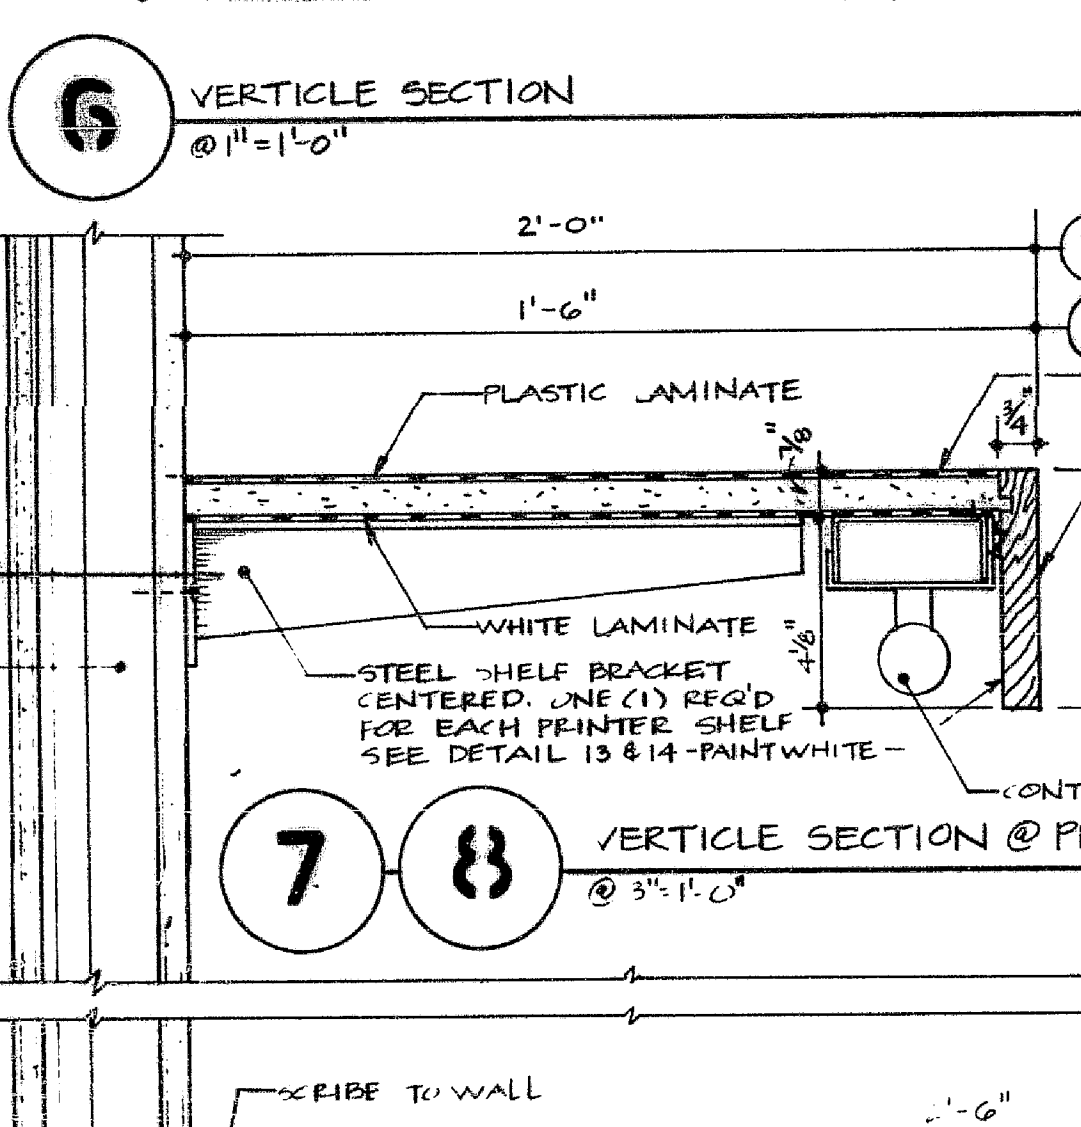 6
VERTICLE SECTION
@ 1" = 1'-0"
2'-0"
1'-6"
PLASTIC LAMINATE
3/4"
7/8"
WHITE LAMINATE
4 1/8"
STEEL SHELF BRACKET
CENTERED. ONE (1) REQ'D
FOR EACH PRINTER SHELF
SEE DETAIL 13 & 14 - PAINT WHITE -
CONT
7 8
VERTICLE SECTION @
@ 3" = 1'-0"
SCRIBE TO WALL
'-6"